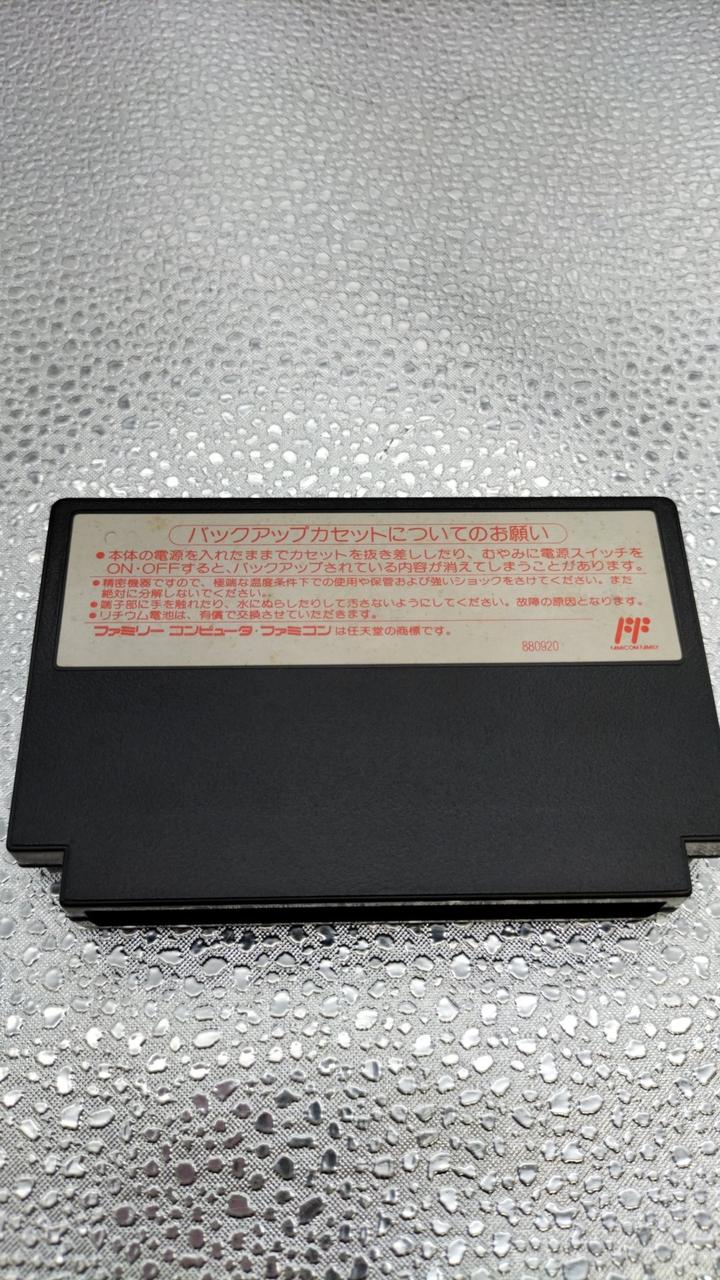 バックアップカセットについてのお願い
●本体の電源を入れたままでカセットを抜き差ししたり、むやみに電源スイッチを
ON·OFFすると、バックアップされている内容が消えてしまうことがあります。
●精密機器ですので、極端な温度条件下での使用や保管および強いショックをさけてください。また
絶対に分解しないでください。
●端子部に手を触れたり、水にぬらしたりして汚さないようにしてください。故障の原因となります。
●リチウム電池は、有償で交換させていただきます。
ファミリー コンピュータ·ファミコン は任天堂の商標です。
880920
FAMICOM FAMILY